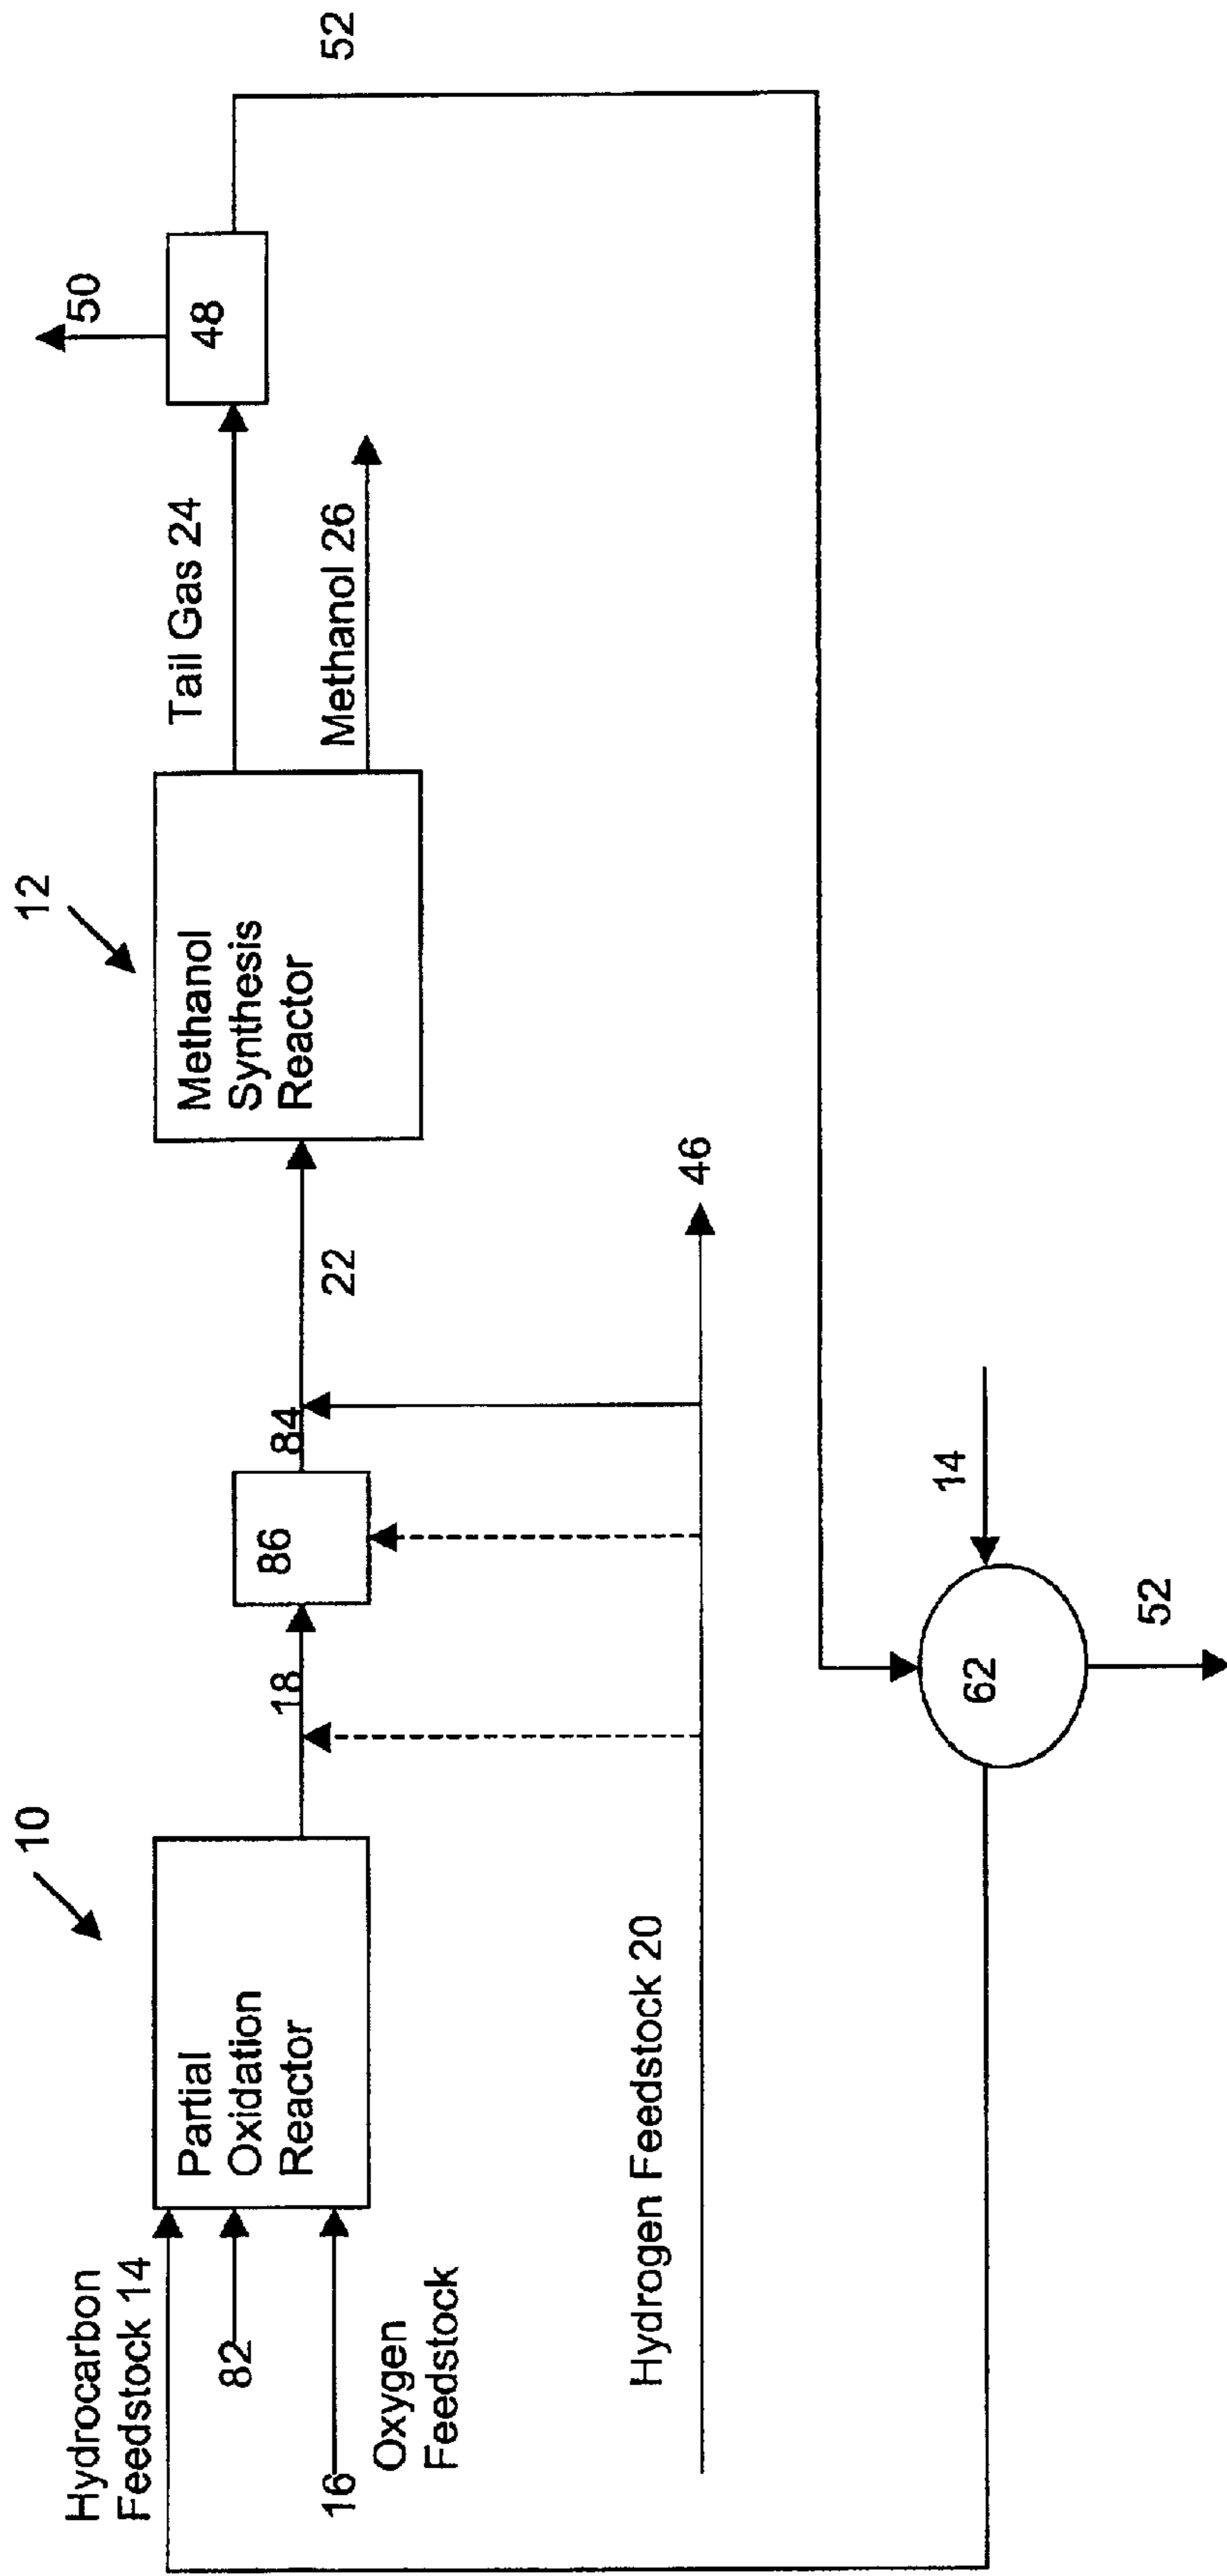 10
12
Hydrocarbon
Feedstock 14
82
16
Oxygen
Feedstock
Partial
Oxidation
Reactor
18
86
84
22
Methanol
Synthesis
Reactor
Tail Gas 24
Methanol 26
48
50
52
Hydrogen Feedstock 20
46
62
14
52